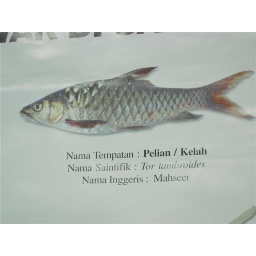 Nama Tempatan : Pelian / Kelah
Nama Saintifik : Tor tambroides
Nama Inggeris : Mahseer